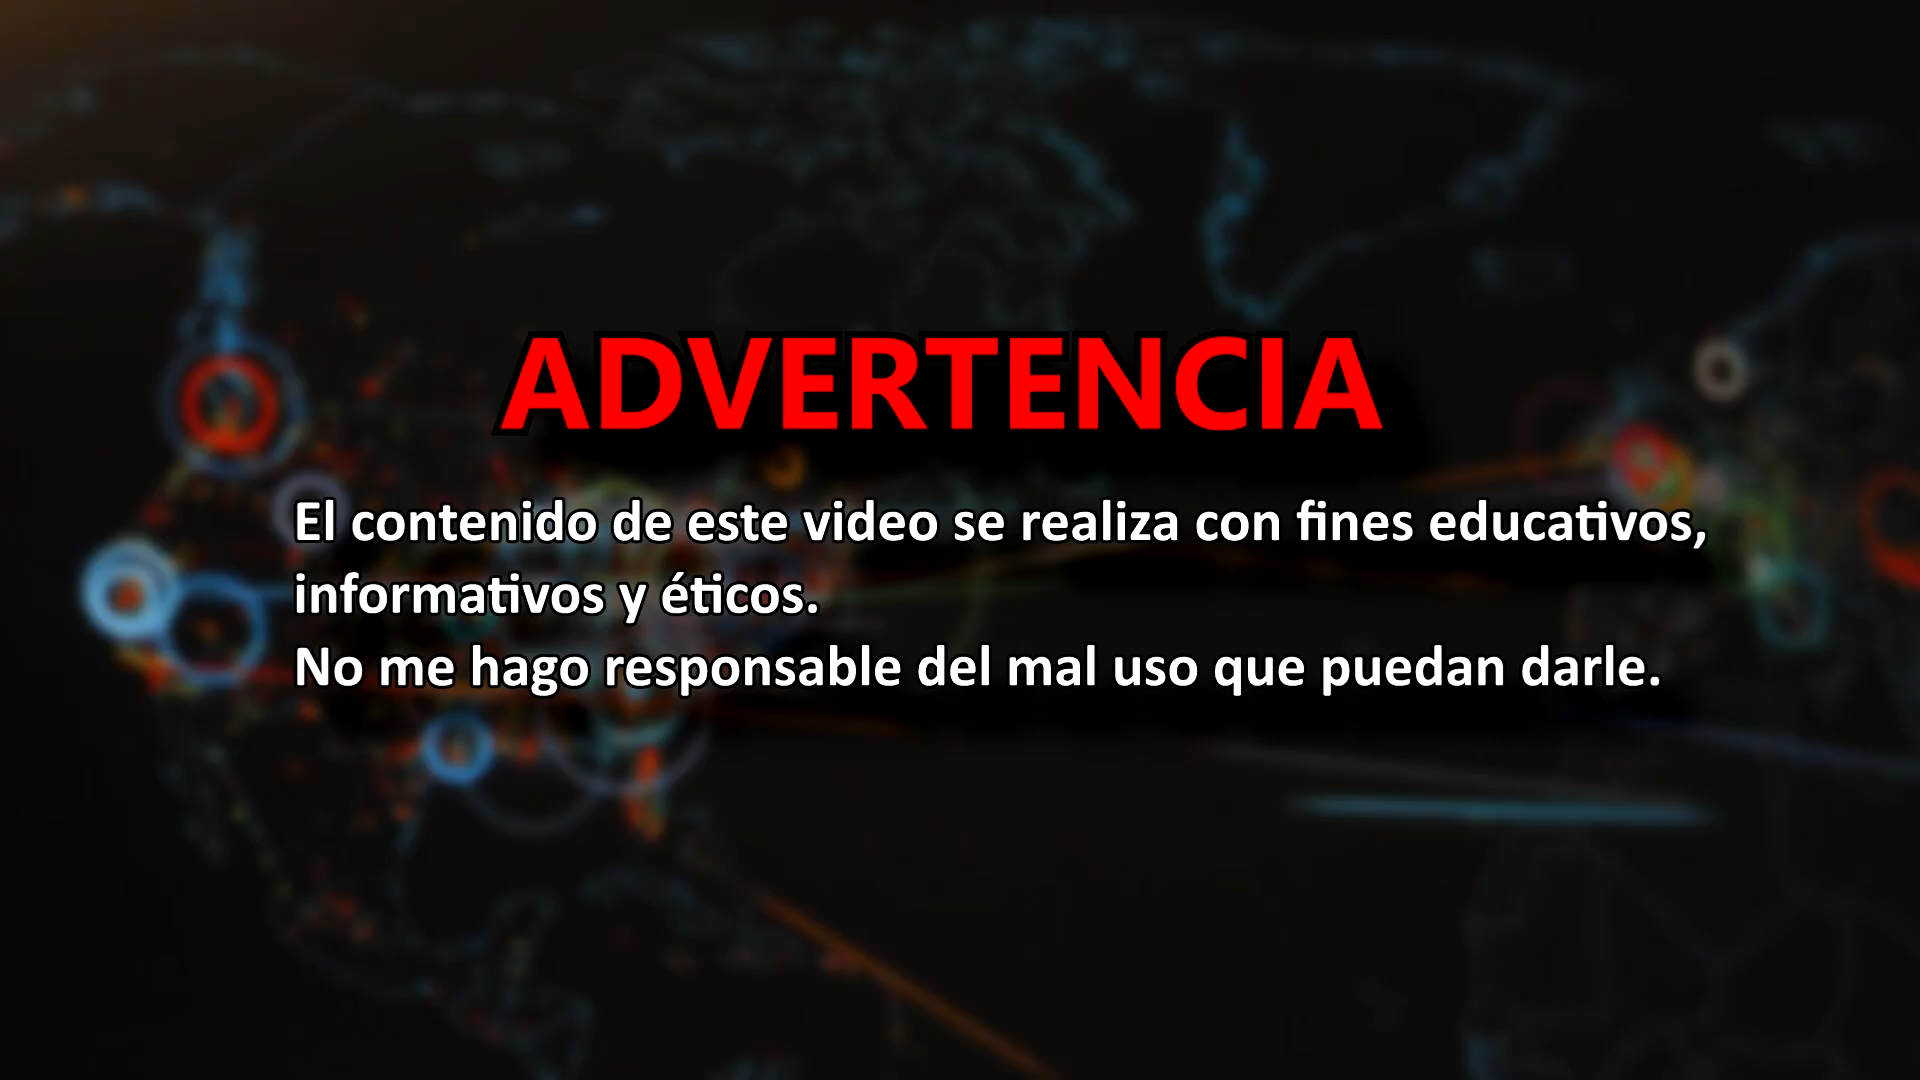 ADVERTENCIA
El contenido de este video se realiza con fines educativos,
informativos y éticos.
No me hago responsable del mal uso que puedan darle.